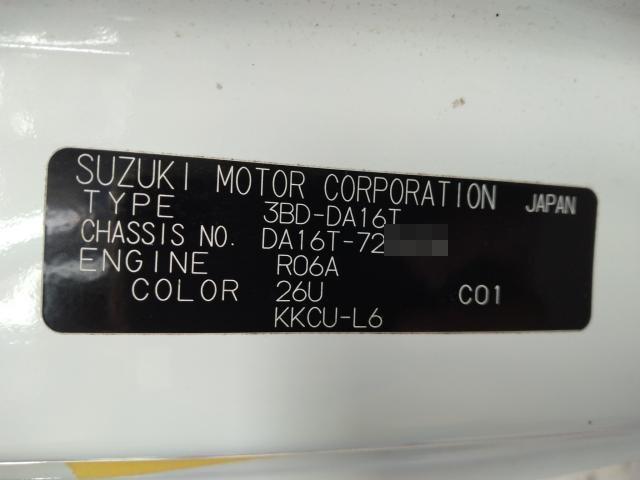 SUZUKI MOTOR CORPORATION JAPAN
TYPE 3BD-DA16T
CHASSIS NO. DA16T-72
ENGINE R06A
COLOR 26U C01
KKCU-L6